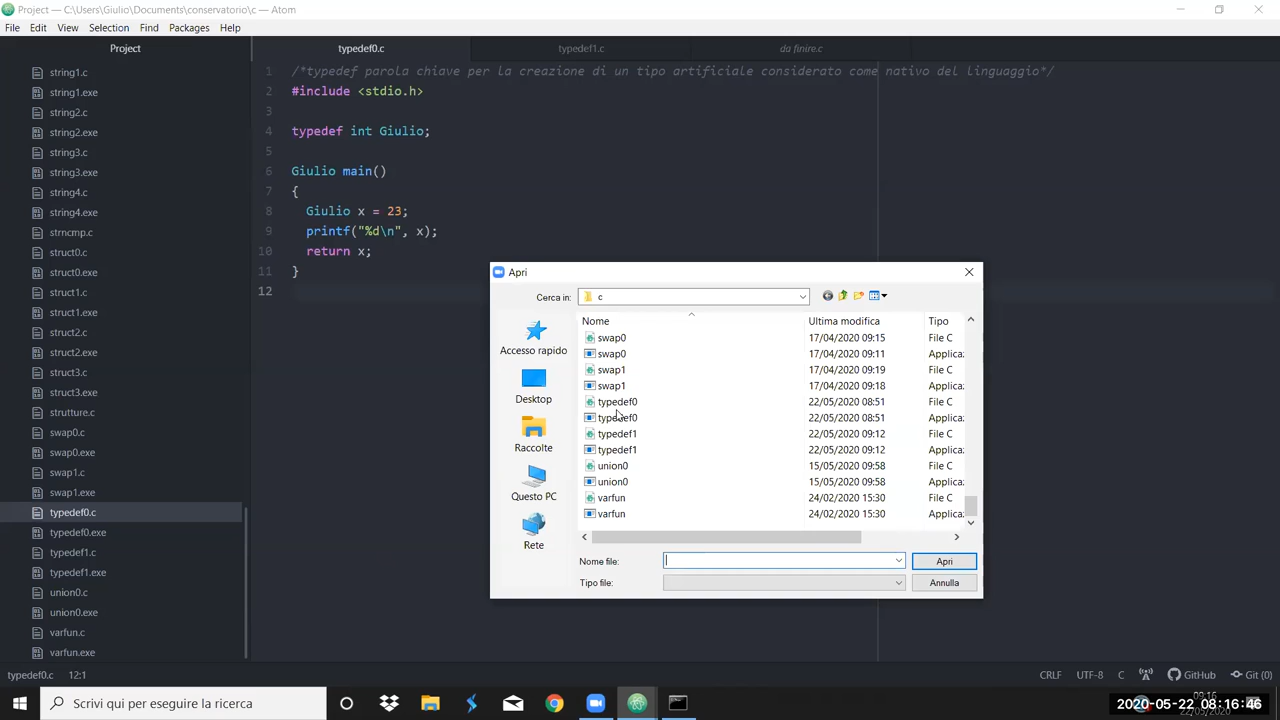 Project — C:\Users\Giulio\Documents\conservatorio\c — Atom
File Edit View Selection Find Packages Help
Project
typedef0.c
typedef1.c
da finire.c
string1.c
string1.exe
string2.c
string2.exe
string3.c
string3.exe
string4.c
string4.exe
strncmp.c
struct0.c
struct0.exe
struct1.c
struct1.exe
struct2.c
struct2.exe
struct3.c
struct3.exe
strutture.c
swap0.c
swap0.exe
swap1.c
swap1.exe
typedef0.c
typedef0.exe
typedef1.c
typedef1.exe
union0.c
union0.exe
varfun.c
varfun.exe
1 /*typedef parola chiave per la creazione di un tipo artificiale considerato come nativo del linguaggio*/
2 #include <stdio.h>
3
4 typedef int Giulio;
5
6 Giulio main()
7 {
8 Giulio x = 23;
9 printf("%d\n", x);
10 return x;
11 }
12
Apri
Cerca in: c
Accesso rapido
Desktop
Raccolte
Questo PC
Rete
Nome Ultima modifica Tipo
swap0 17/04/2020 09:15 File C
swap0 17/04/2020 09:11 Applica
swap1 17/04/2020 09:19 File C
swap1 17/04/2020 09:18 Applica
typedef0 22/05/2020 08:51 File C
typedef0 22/05/2020 08:51 Applica
typedef1 22/05/2020 09:12 File C
typedef1 22/05/2020 09:12 Applica
union0 15/05/2020 09:58 File C
union0 15/05/2020 09:58 Applica
varfun 24/02/2020 15:30 File C
varfun 24/02/2020 15:30 Applica
Nome file: Apri
Tipo file: Annulla
typedef0.c 12:1 CRLF UTF-8 C GitHub Git (0)
Scrivi qui per eseguire la ricerca
09:16
22/05/2020
2020-05-22 08:16:46